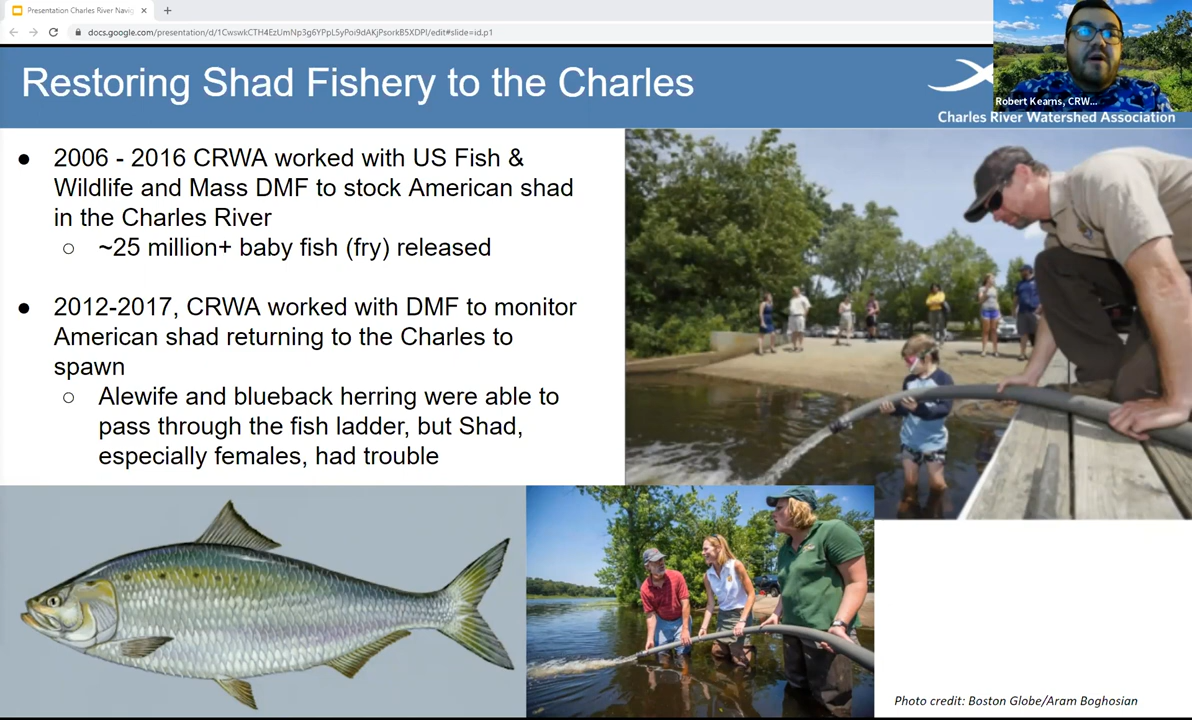 Presentation Charles River Navig
docs.google.com/presentation/d/1CwswkCTH4EzUmNp3g6YPpL5yPoi9dAKjPsorkB5XDPI/edit#slide=id.p1
Restoring Shad Fishery to the Charles
Robert Kearns, CRW...
Charles River Watershed Association
● 2006 - 2016 CRWA worked with US Fish &
Wildlife and Mass DMF to stock American shad
in the Charles River
○ ~25 million+ baby fish (fry) released
● 2012-2017, CRWA worked with DMF to monitor
American shad returning to the Charles to
spawn
○ Alewife and blueback herring were able to
pass through the fish ladder, but Shad,
especially females, had trouble
Photo credit: Boston Globe/Aram Boghosian